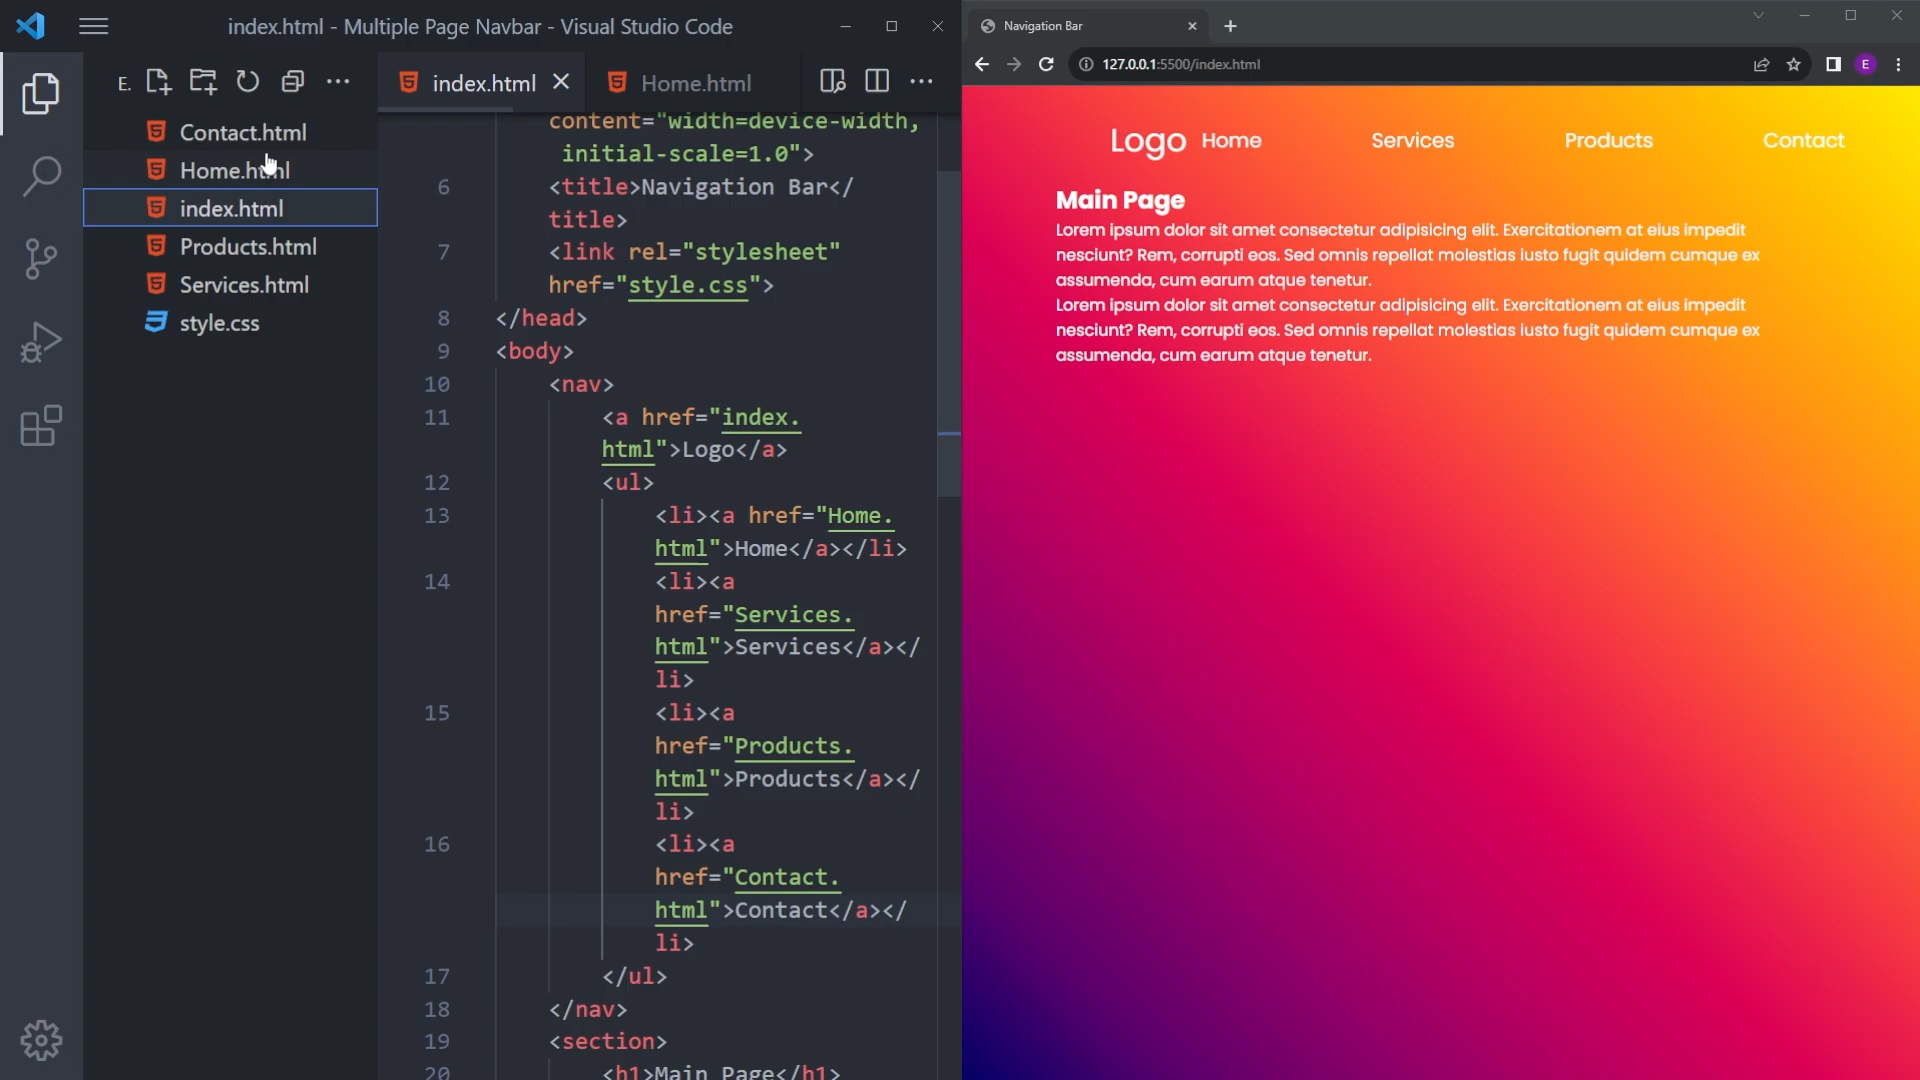 index.html - Multiple Page Navbar - Visual Studio Code
E.
Contact.html
Home.html
index.html
Products.html
Services.html
style.css
index.html
Home.html
content="width=device-width,
initial-scale=1.0">
6 <title>Navigation Bar</
title>
7 <link rel="stylesheet"
href="style.css">
8 </head>
9 <body>
10 <nav>
11 <a href="index.
html">Logo</a>
12 <ul>
13 <li><a href="Home.
html">Home</a></li>
14 <li><a
href="Services.
html">Services</a></
li>
15 <li><a
href="Products.
html">Products</a></
li>
16 <li><a
href="Contact.
html">Contact</a></
li>
17 </ul>
18 </nav>
19 <section>
20 <h1>Main Page</h1>
Navigation Bar
127.0.0.1:5500/index.html
E
Logo Home Services Products Contact
Main Page
Lorem ipsum dolor sit amet consectetur adipisicing elit. Exercitationem at eius impedit
nesciunt? Rem, corrupti eos. Sed omnis repellat molestias iusto fugit quidem cumque ex
assumenda, cum earum atque tenetur.
Lorem ipsum dolor sit amet consectetur adipisicing elit. Exercitationem at eius impedit
nesciunt? Rem, corrupti eos. Sed omnis repellat molestias iusto fugit quidem cumque ex
assumenda, cum earum atque tenetur.